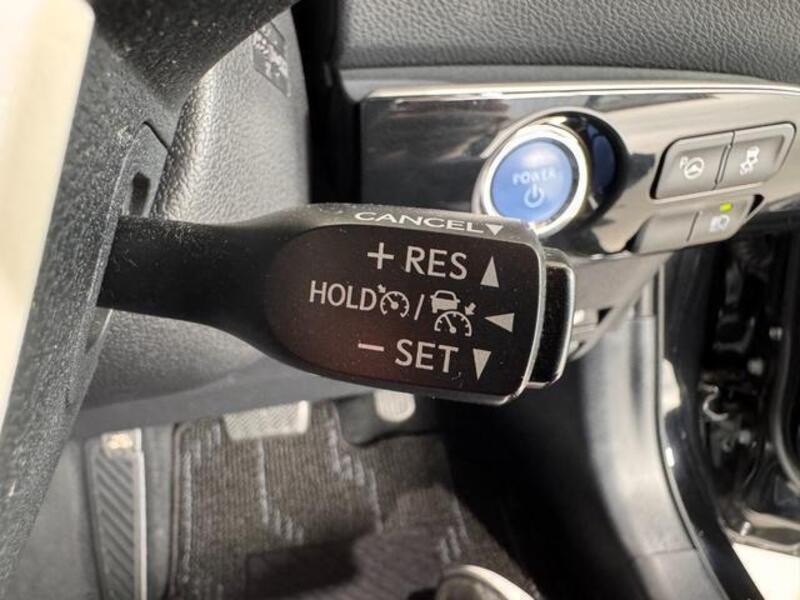 CANCEL▼
+ RES ▲
HOLD / ◀
− SET ▼
POWER
P